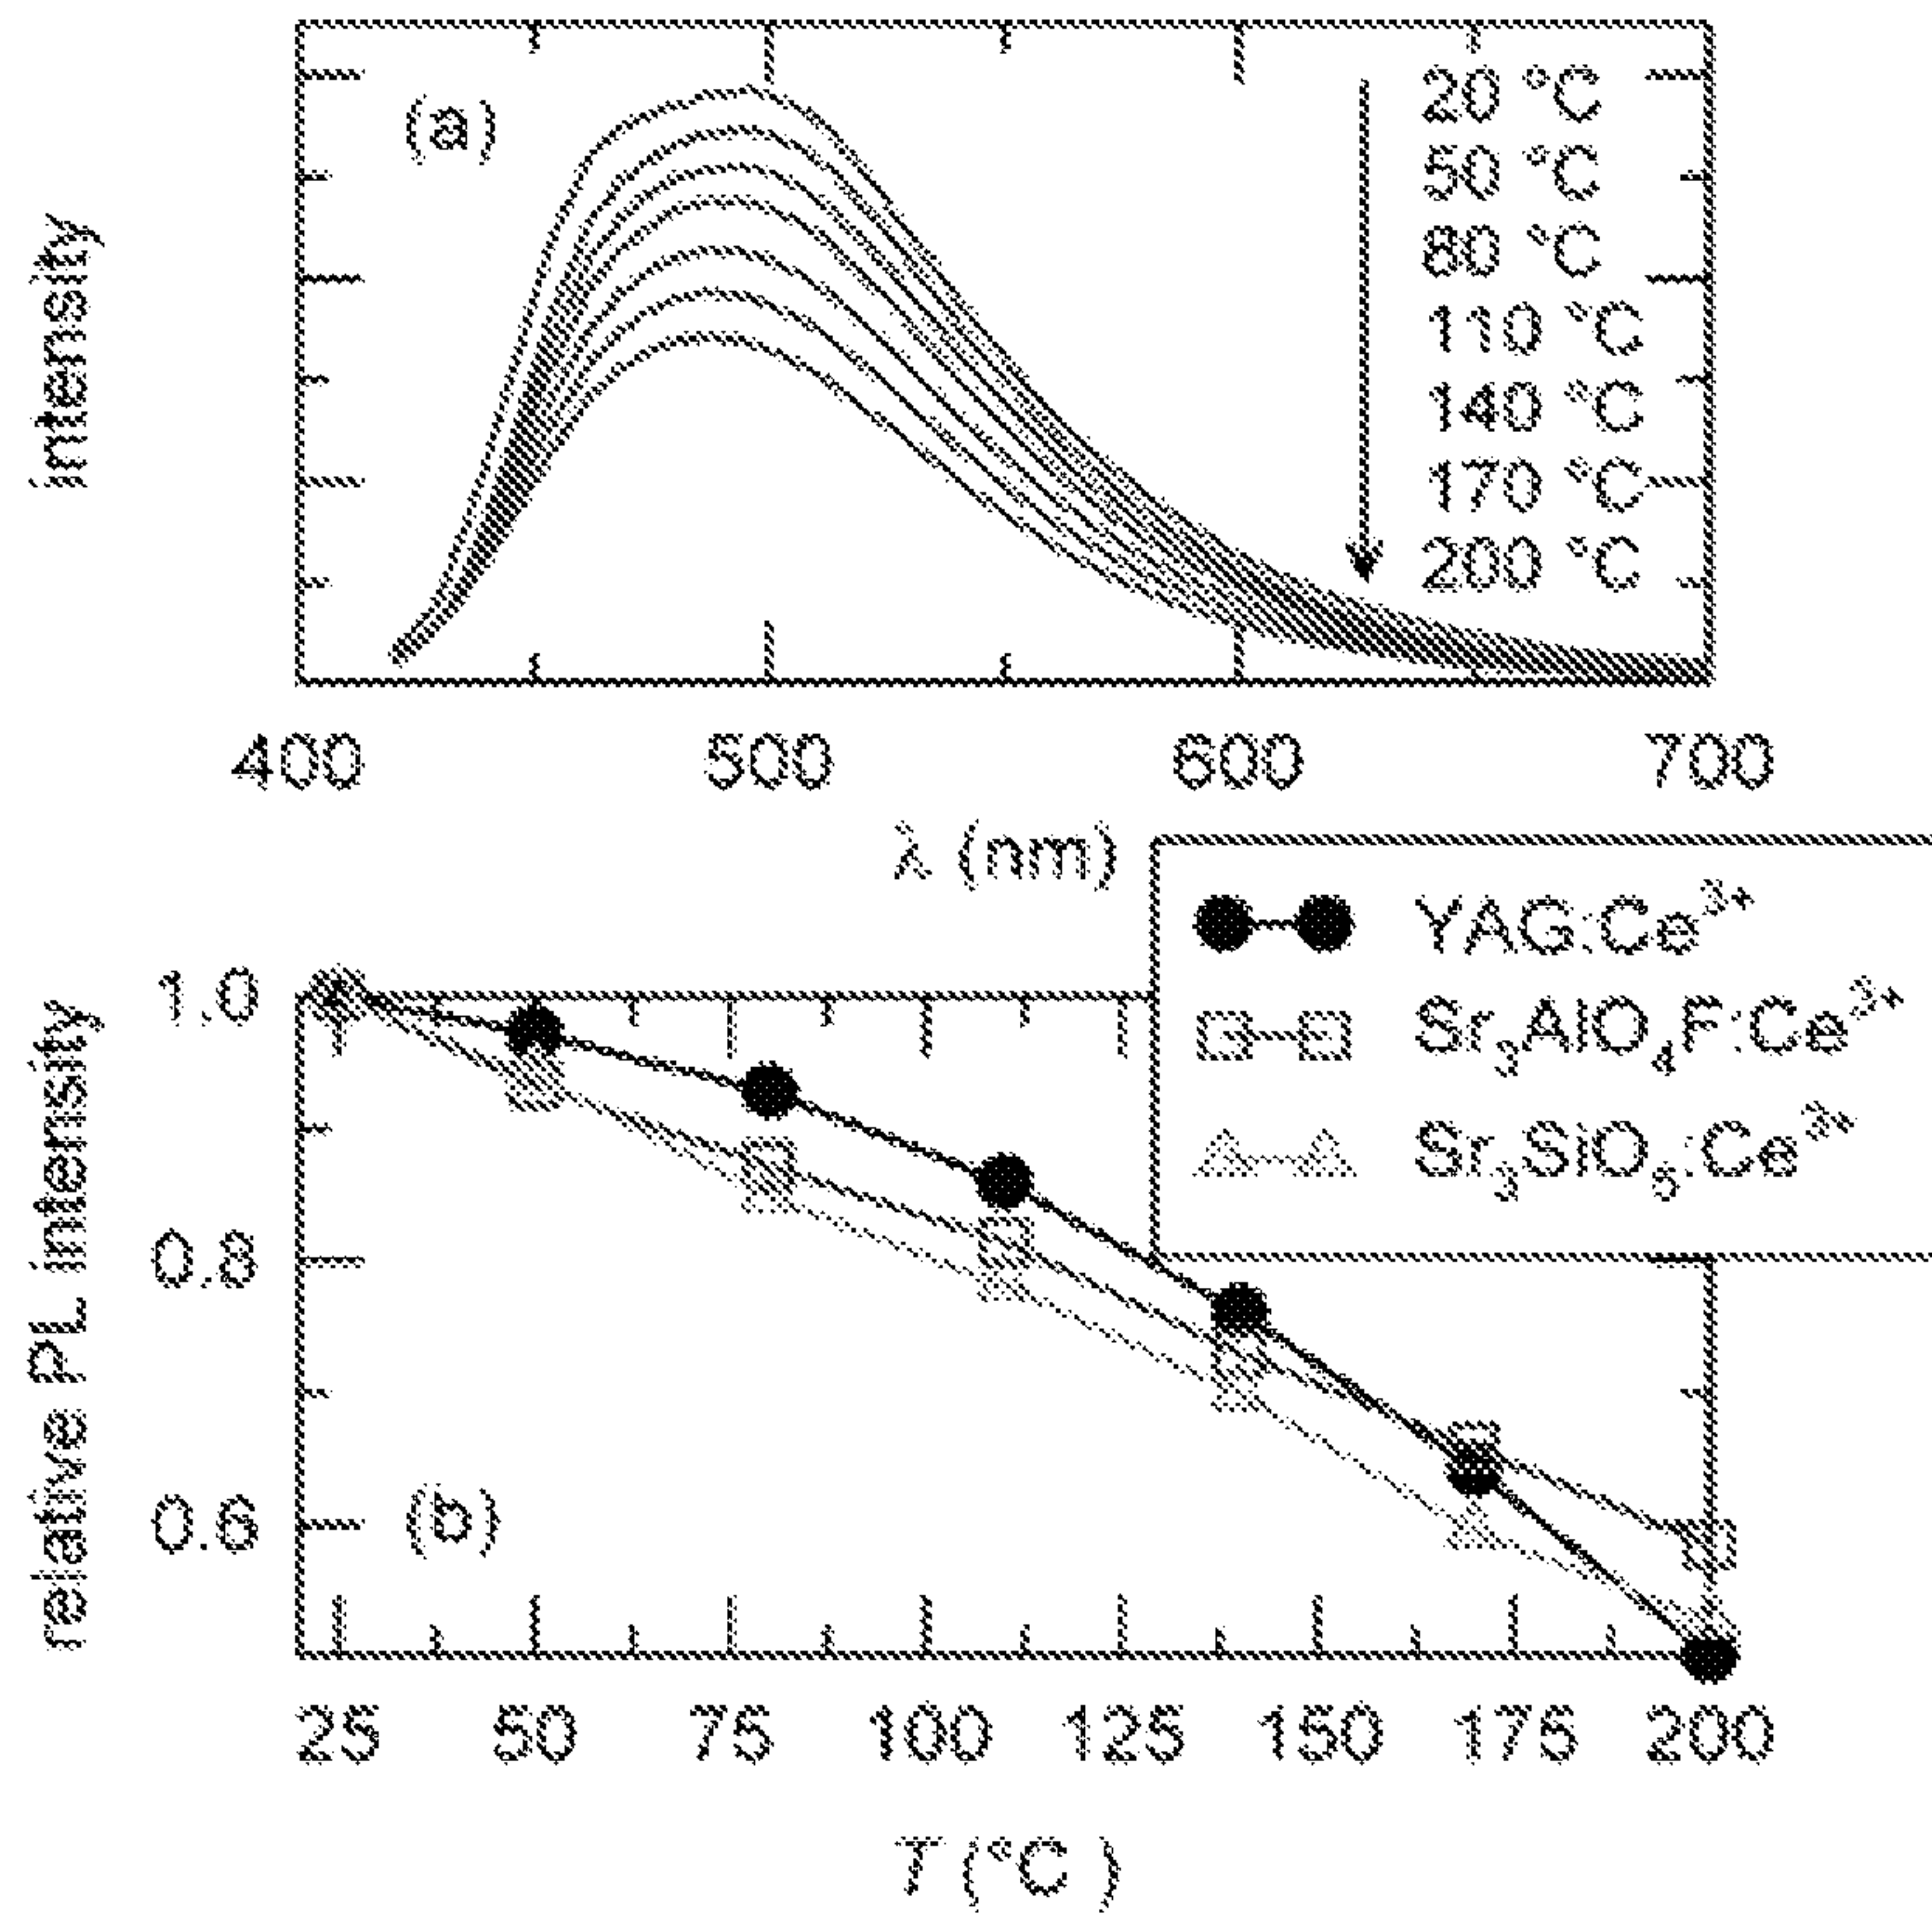 intensity
(a)
20 °C
50 °C
80 °C
110 °C
140 °C
170 °C
200 °C
400 500 600 700
λ (nm)
YAG:Ce³⁺
Sr₃AlO₄F:Ce³⁺
Sr₃SiO₅:Ce³⁺
relative PL intensity
1.0
0.8
0.6
(b)
25 50 75 100 125 150 175 200
T (°C )